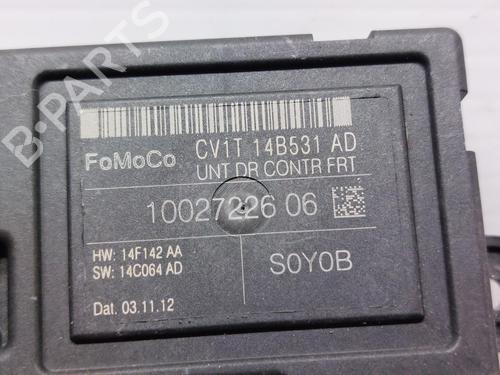 FoMoCo CV1T 14B531 AD
UNT DR CONTR FRT
10027226 06
HW: 14F142 AA
SW: 14C064 AD
S0Y0B
Dat. 03.11.12
B-PARTS